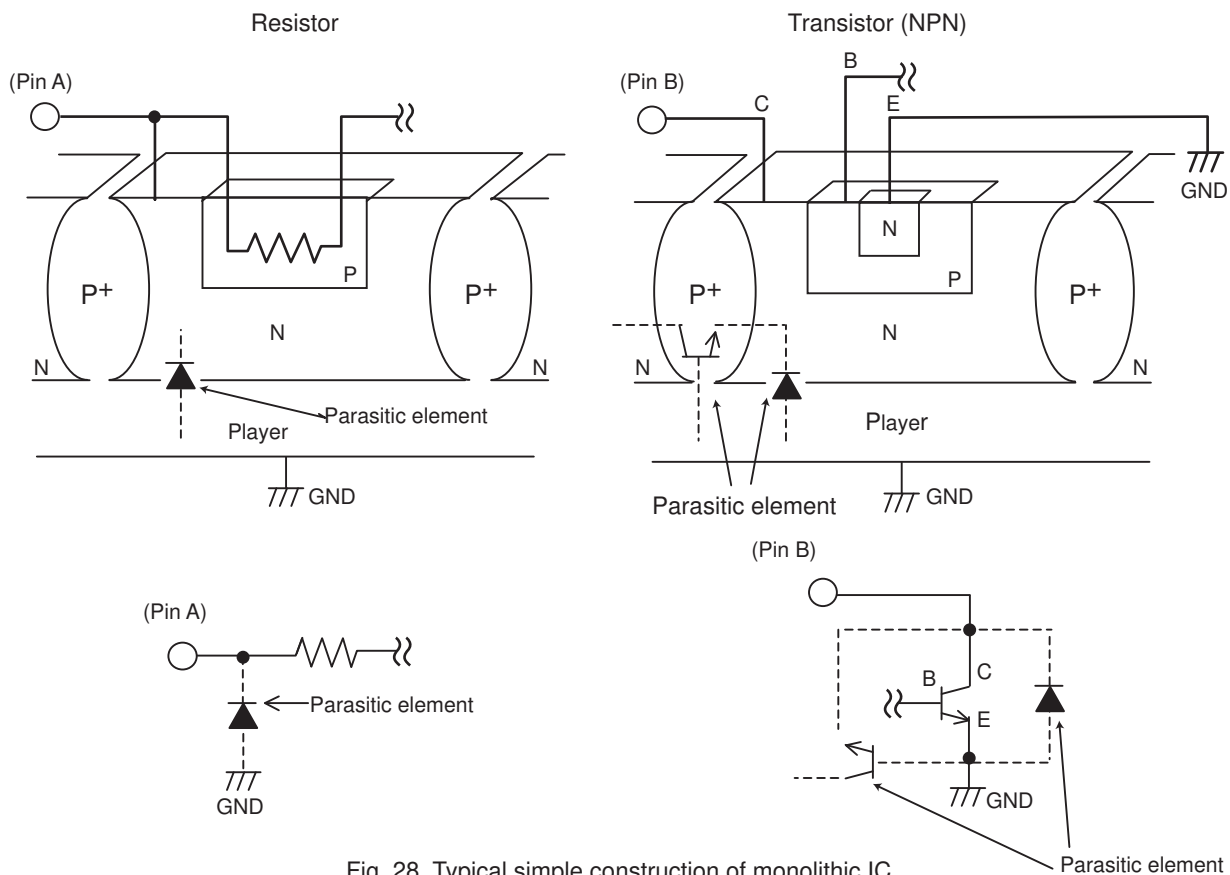 Resistor
(Pin A)
P+
P
P+
N
N
N
Parasitic element
Player
GND
Transistor (NPN)
(Pin B)
B
C
E
GND
N
P
P+
P+
N
N
N
Player
Parasitic element
GND
(Pin A)
Parasitic element
GND
(Pin B)
C
B
E
GND
Parasitic element
Fig. 28 Typical simple construction of monolithic IC